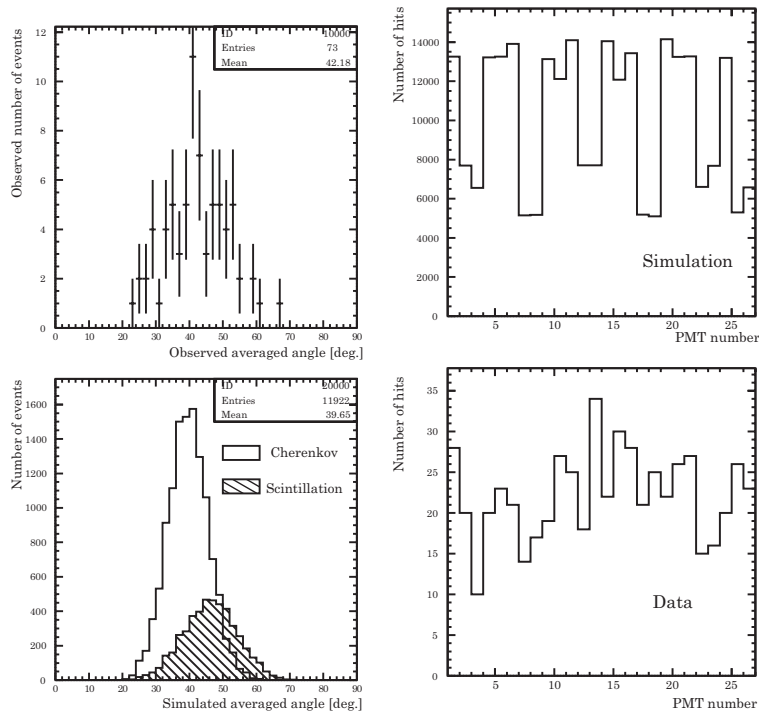 ID 10000
Entries 73
Mean 42.18
Observed number of events
12
10
8
6
4
2
0
0 10 20 30 40 50 60 70 80 90
Observed averaged angle [deg.]
Number of hits
14000
12000
10000
8000
6000
4000
2000
0
Simulation
5 10 15 20 25
PMT number
ID 20000
Entries 11922
Mean 39.65
Number of events
1600
1400
1200
1000
800
600
400
200
0
Cherenkov
Scintillation
0 10 20 30 40 50 60 70 80 90
Simulated averaged angle [deg.]
Number of hits
35
30
25
20
15
10
5
0
Data
5 10 15 20 25
PMT number